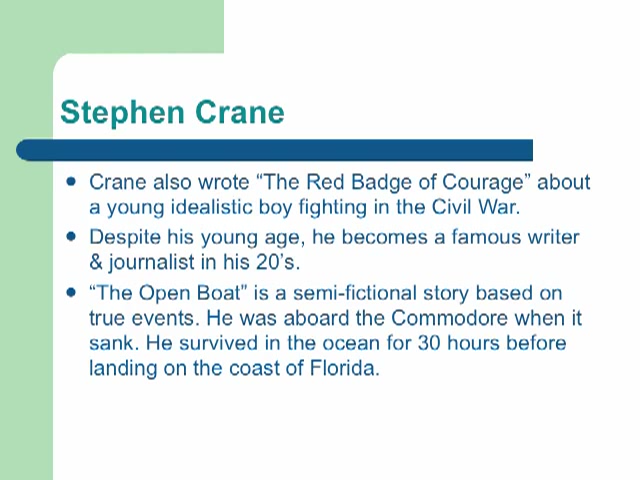 Stephen Crane
Crane also wrote “The Red Badge of Courage” about
a young idealistic boy fighting in the Civil War.
Despite his young age, he becomes a famous writer
& journalist in his 20’s.
“The Open Boat” is a semi-fictional story based on
true events. He was aboard the Commodore when it
sank. He survived in the ocean for 30 hours before
landing on the coast of Florida.